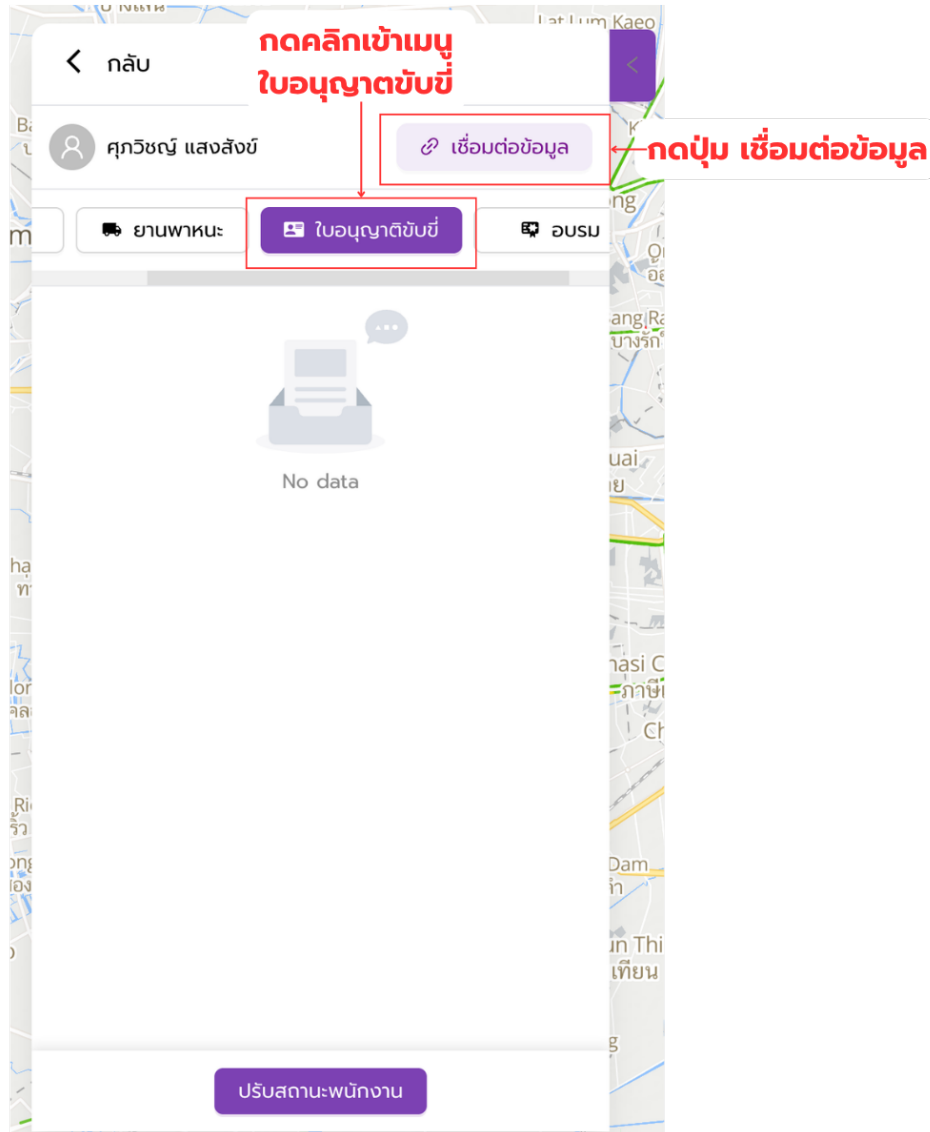 Lat Lum Kaeo
กดคลิกเข้าเมนู
ใบอนุญาตขับขี่
กลับ
ศุภวิชญ์ แสงสังข์
เชื่อมต่อข้อมูล
กดปุ่ม เชื่อมต่อข้อมูล
ยานพาหนะ
ใบอนุญาติขับขี่
อบรม
No data
ปรับสถานะพนักงาน